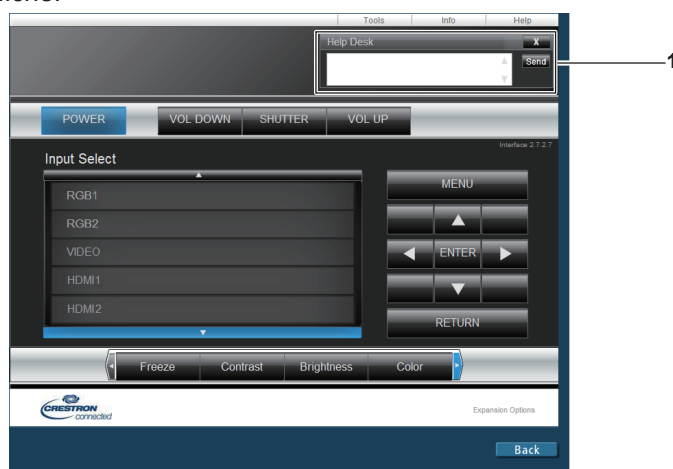 Tools Info Help
Help Desk X
Send
1
POWER VOL DOWN SHUTTER VOL UP
Interface 2.7.2.7
Input Select
MENU
RGB1
RGB2
VIDEO
ENTER
HDMI1
HDMI2
RETURN
Freeze Contrast Brightness Color
CRESTRON
connected
Expansion Options
Back